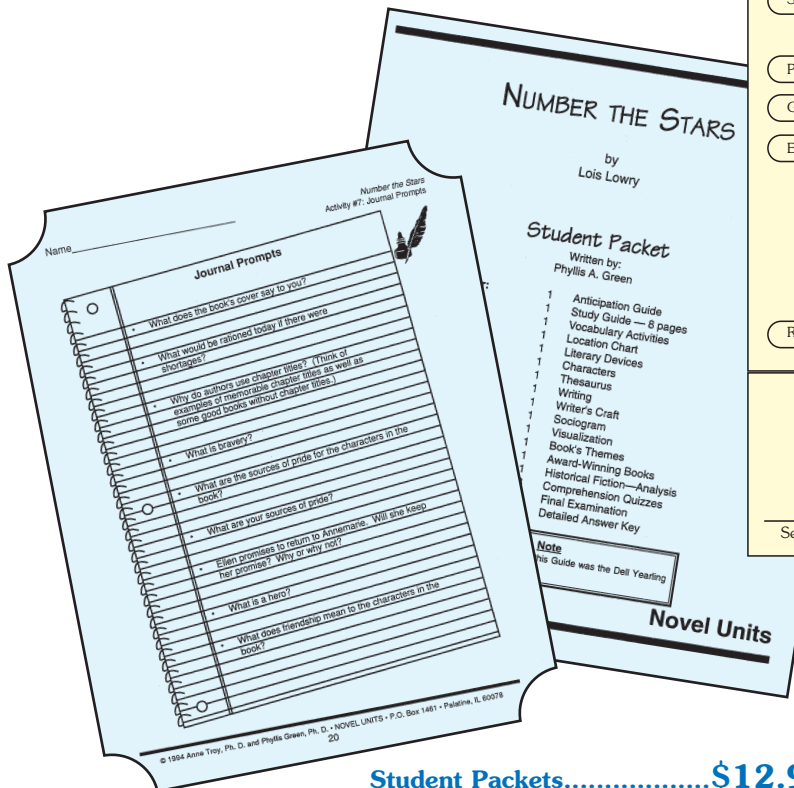 Number the Stars
Activity #7: Journal Prompts
Name
Journal Prompts
• What does the book's cover say to you?
• What would be rationed today if there were
shortages?
• Why do authors use chapter titles? (Think of
examples of memorable chapter titles as well as
some good books without chapter titles.)
• What is bravery?
• What are the sources of pride for the characters in the
book?
• What are your sources of pride?
• Ellen promises to return to Annemarie. Will she keep
her promise? Why or why not?
• What is a hero?
• What does friendship mean to the characters in the
book?
© 1994 Anne Troy, Ph. D. and Phyllis Green, Ph. D. • NOVEL UNITS • P.O. Box 1461 • Palatine, IL 60078
20
NUMBER THE STARS
by
Lois Lowry
Student Packet
Written by:
Phyllis A. Green
1 Anticipation Guide
1 Study Guide — 8 pages
1 Vocabulary Activities
1 Location Chart
1 Literary Devices
1 Characters
1 Thesaurus
1 Writing
1 Writer's Craft
1 Sociogram
1 Visualization
1 Book's Themes
1 Award-Winning Books
Historical Fiction—Analysis
Comprehension Quizzes
Final Examination
Detailed Answer Key
Note
his Guide was the Dell Yearling
Novel Units
P
E
Se
Student Packets..................$12.9